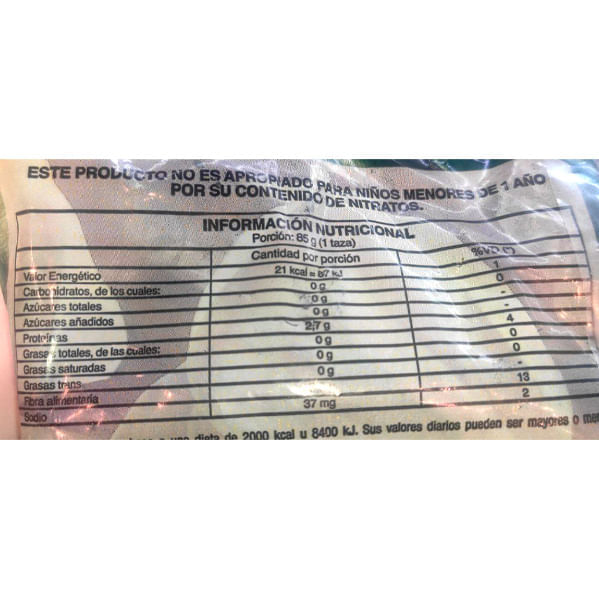 ESTE PRODUCTO NO ES APROPIADO PARA NIÑOS MENORES DE 1 AÑO
POR SU CONTENIDO DE NITRATOS.
INFORMACIÓN NUTRICIONAL
Porción: 85 g (1 taza)
Cantidad por porción %VD (*)
Valor Energético 21 kcal = 87 kJ 1
Carbohidratos, de los cuales: 0 g 0
Azúcares totales 0 g -
Azúcares añadidos 0 g -
Proteínas 2,7 g 4
Grasas totales, de las cuales: 0 g 0
Grasas saturadas 0 g 0
Grasas trans 0 g -
Fibra alimentaria 13
Sodio 37 mg 2
una dieta de 2000 kcal u 8400 kJ. Sus valores diarios pueden ser mayores o